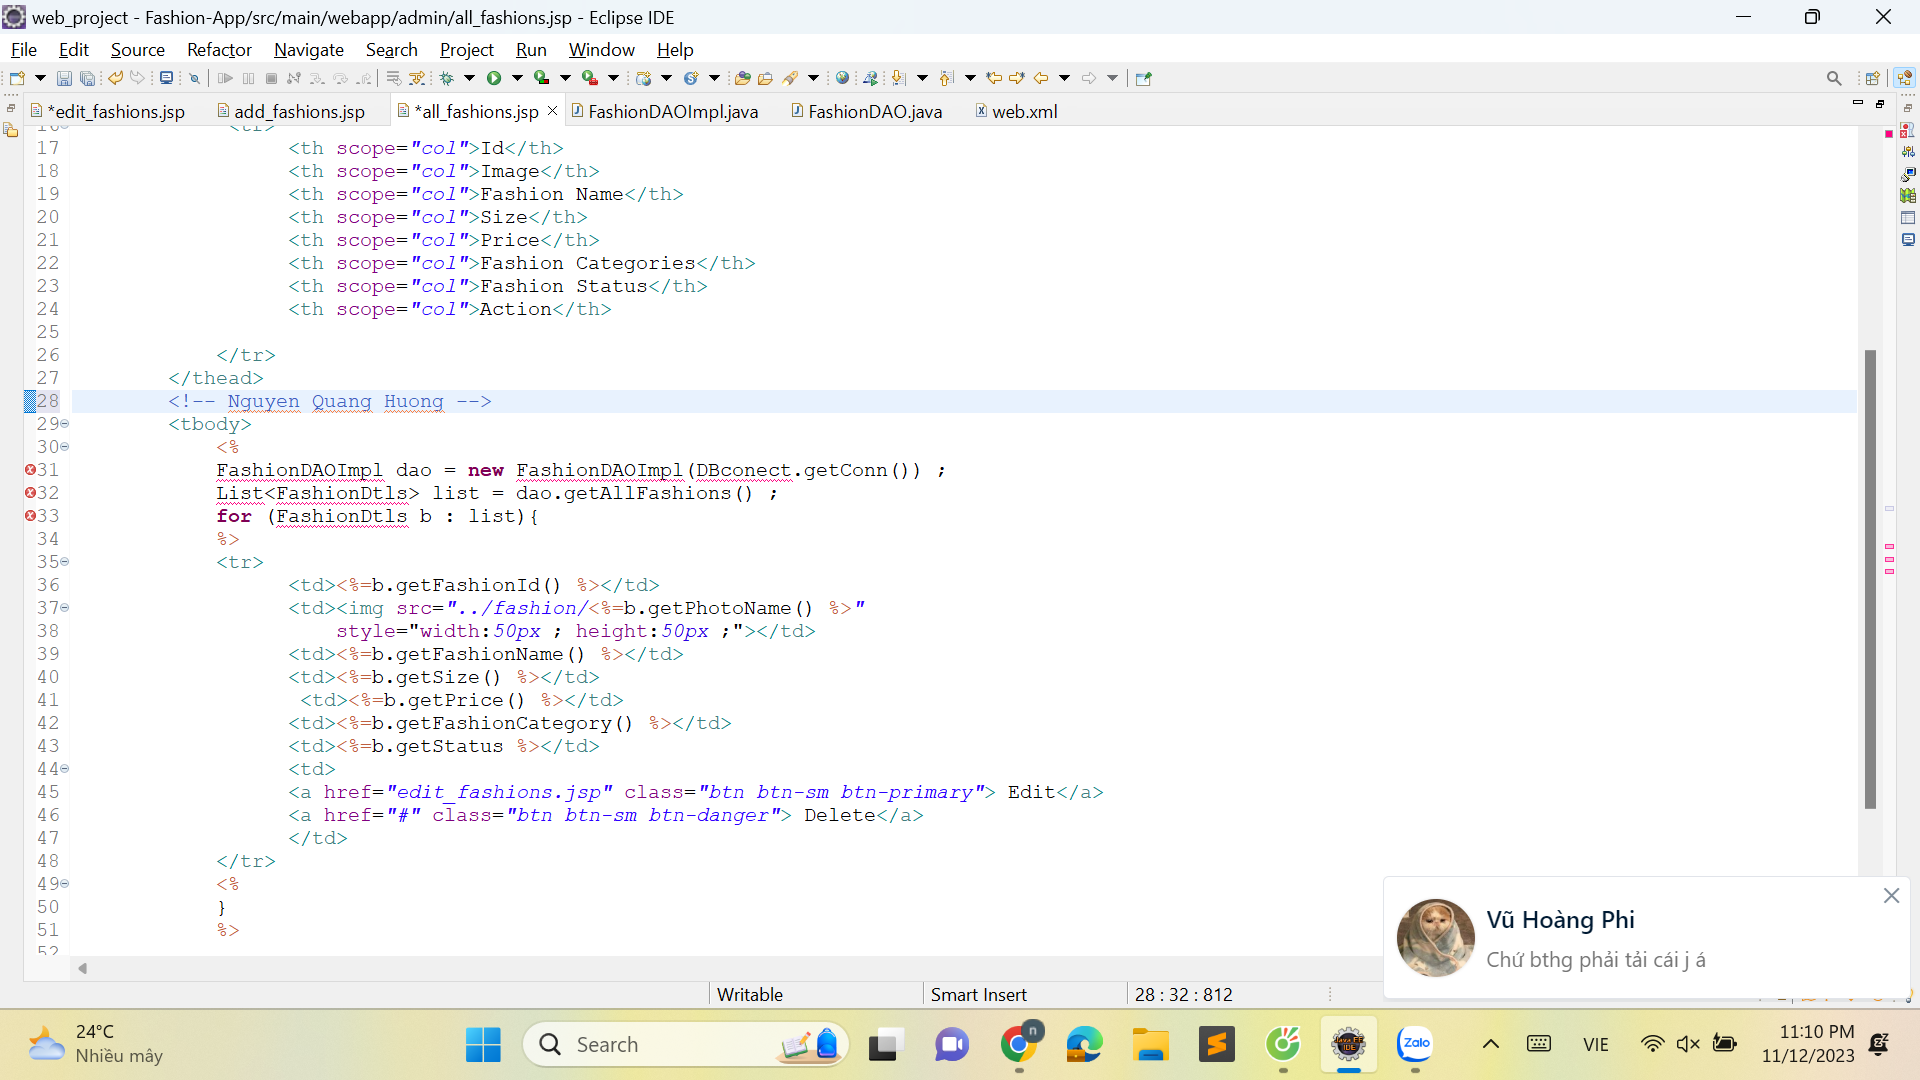 web_project - Fashion-App/src/main/webapp/admin/all_fashions.jsp - Eclipse IDE
File Edit Source Refactor Navigate Search Project Run Window Help
*edit_fashions.jsp add_fashions.jsp *all_fashions.jsp FashionDAOImpl.java FashionDAO.java web.xml
16 <tr>
17 <th scope="col">Id</th>
18 <th scope="col">Image</th>
19 <th scope="col">Fashion Name</th>
20 <th scope="col">Size</th>
21 <th scope="col">Price</th>
22 <th scope="col">Fashion Categories</th>
23 <th scope="col">Fashion Status</th>
24 <th scope="col">Action</th>
25
26 </tr>
27 </thead>
28 <!-- Nguyen Quang Huong -->
29 <tbody>
30 <%
31 FashionDAOImpl dao = new FashionDAOImpl(DBconect.getConn()) ;
32 List<FashionDtls> list = dao.getAllFashions() ;
33 for (FashionDtls b : list){
34 %>
35 <tr>
36 <td><%=b.getFashionId() %></td>
37 <td><img src="../fashion/<%=b.getPhotoName() %>"
38 style="width:50px ; height:50px ;"></td>
39 <td><%=b.getFashionName() %></td>
40 <td><%=b.getSize() %></td>
41 <td><%=b.getPrice() %></td>
42 <td><%=b.getFashionCategory() %></td>
43 <td><%=b.getStatus %></td>
44 <td>
45 <a href="edit_fashions.jsp" class="btn btn-sm btn-primary"> Edit</a>
46 <a href="#" class="btn btn-sm btn-danger"> Delete</a>
47 </td>
48 </tr>
49 <%
50 }
51 %>
52
Vũ Hoàng Phi
Chứ bthg phải tải cái j á
Writable Smart Insert 28 : 32 : 812
24°C
Nhiều mây
Search
n
Zalo
VIE
11:10 PM
11/12/2023